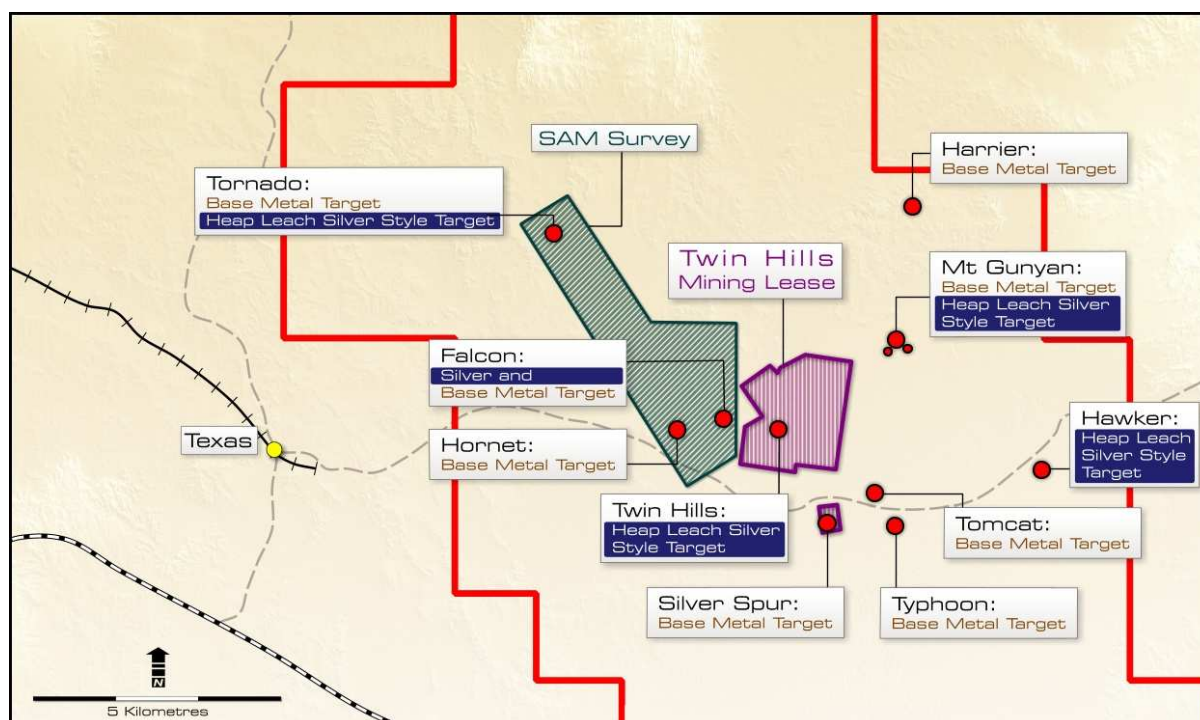 SAM Survey
Tornado:
Base Metal Target
Heap Leach Silver Style Target
Harrier:
Base Metal Target
Twin Hills
Mining Lease
Mt Gunyan:
Base Metal Target
Heap Leach Silver
Style Target
Falcon:
Silver and
Base Metal Target
Texas
Hornet:
Base Metal Target
Hawker:
Heap Leach
Silver Style
Target
Twin Hills:
Heap Leach Silver
Style Target
Tomcat:
Base Metal Target
Silver Spur:
Base Metal Target
Typhoon:
Base Metal Target
N
5 Kilometres